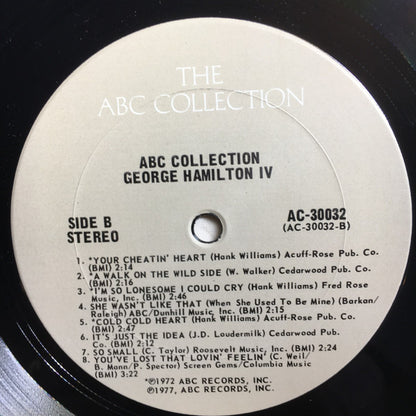 THE
ABC COLLECTION
ABC COLLECTION
GEORGE HAMILTON IV
SIDE B
STEREO
AC-30032
(AC-30032-B)
1. *YOUR CHEATIN' HEART (Hank Williams) Acuff-Rose Pub. Co.
(BMI) 2:14
2. *A WALK ON THE WILD SIDE (W. Walker) Cedarwood Pub. Co.
(BMI) 2:16
3. *I'M SO LONESOME I COULD CRY (Hank Williams) Fred Rose
Music, Inc. (BMI) 2:46
4. SHE WASN'T LIKE THAT (When She Used To Be Mine) (Barkan/
Raleigh) ABC/Dunhill Music, Inc. (BMI) 2:15
5. *COLD COLD HEART (Hank Williams) Acuff-Rose Pub. Co.
(BMI) 2:47
6. IT'S JUST THE IDEA (J.D. Loudermilk) Cedarwood Pub.
(BMI) 2:12
7. SO SMALL (C. Taylor) Roosevelt Music, Inc. (BMI) 2:24
8. YOU'VE LOST THAT LOVIN' FEELIN' (C. Weil/
B. Mann/P. Spector) Screen Gems/Columbia Music
(BMI) 3:22
*℗1972 ABC RECORDS, INC.
℗1977, ABC RECORDS, INC.